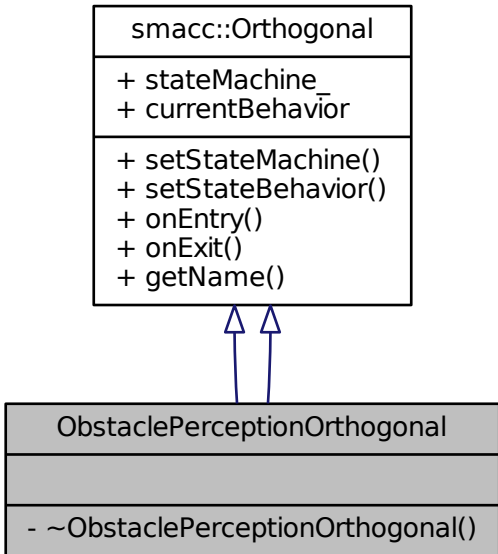 smacc::Orthogonal
+ stateMachine_
+ currentBehavior
+ setStateMachine()
+ setStateBehavior()
+ onEntry()
+ onExit()
+ getName()
ObstaclePerceptionOrthogonal
- ~ObstaclePerceptionOrthogonal()